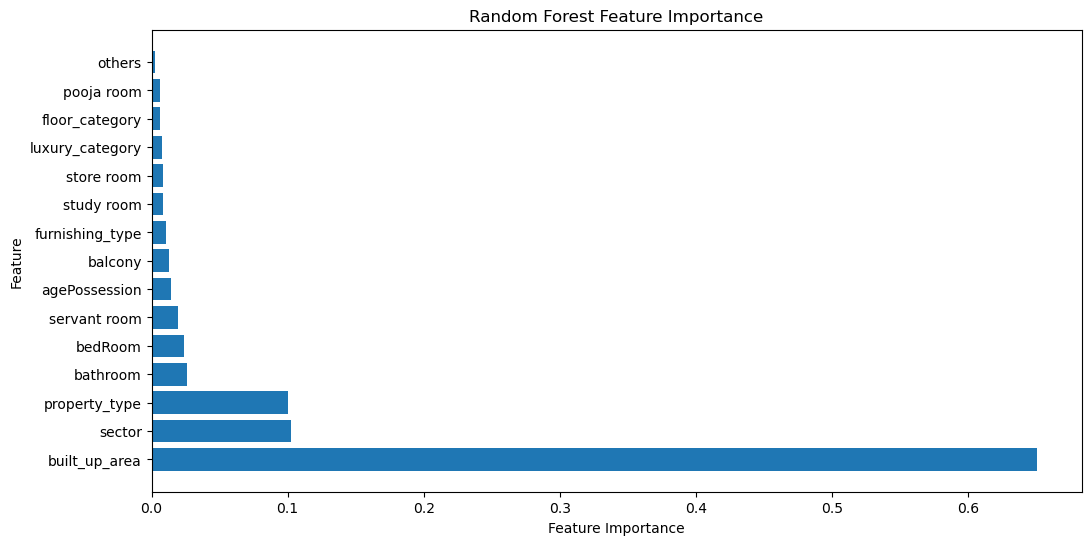 Random Forest Feature Importance
Feature
others
pooja room
floor_category
luxury_category
store room
study room
furnishing_type
balcony
agePossession
servant room
bedRoom
bathroom
property_type
sector
built_up_area
0.0 0.1 0.2 0.3 0.4 0.5 0.6
Feature Importance